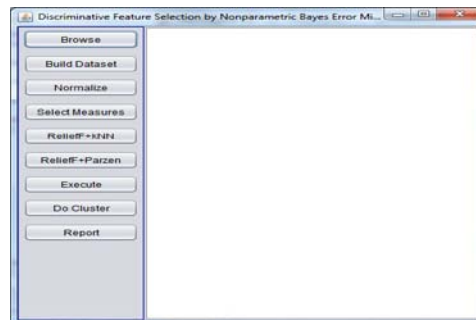 Discriminative Feature Selection by Nonparametric Bayes Error Mi...
Browse
Build Dataset
Normalize
Select Measures
ReliefF+kNN
ReliefF+Parzen
Execute
Do Cluster
Report